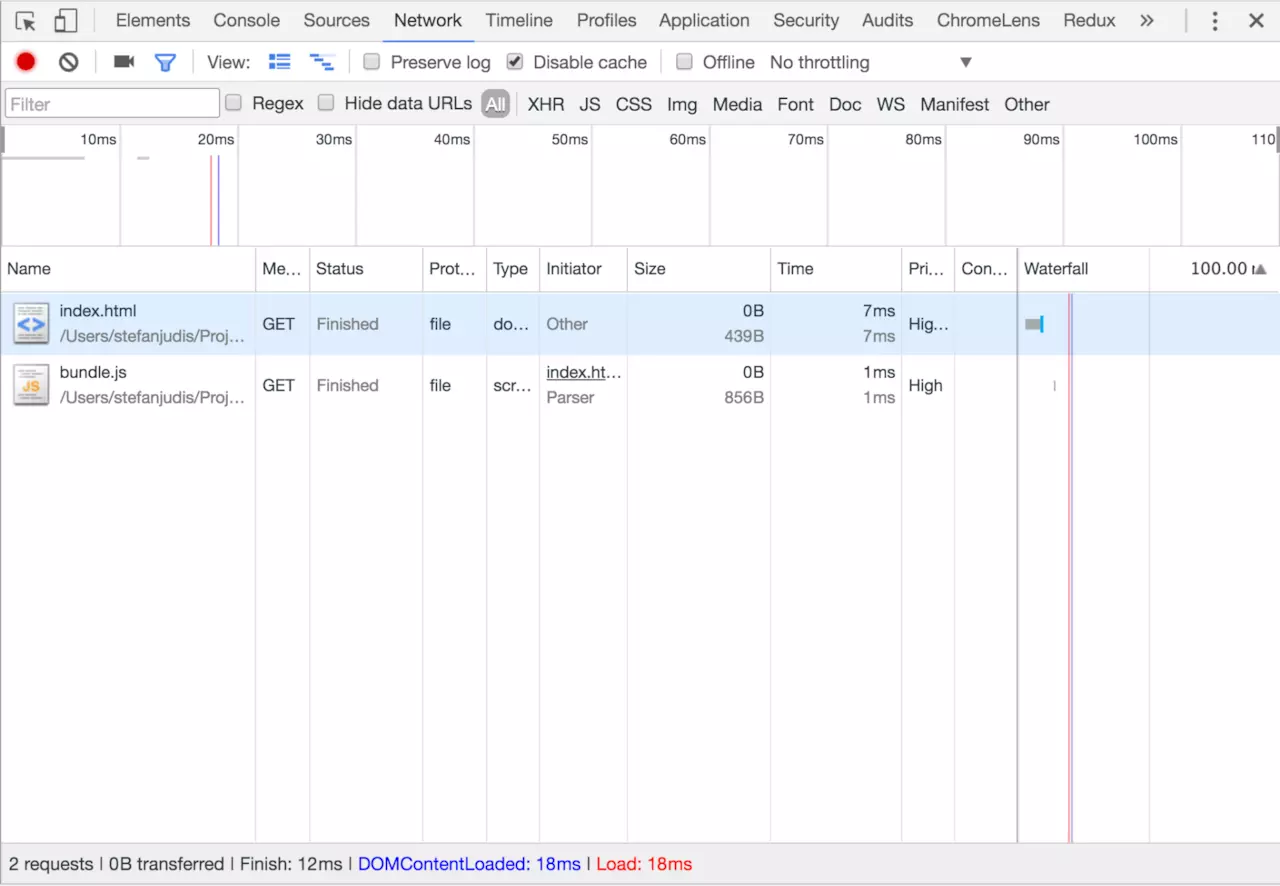 Elements Console Sources Network Timeline Profiles Application Security Audits ChromeLens Redux »
View: Preserve log Disable cache Offline No throttling
Filter Regex Hide data URLs All XHR JS CSS Img Media Font Doc WS Manifest Other
10ms 20ms 30ms 40ms 50ms 60ms 70ms 80ms 90ms 100ms 110
Name Me... Status Prot... Type Initiator Size Time Pri... Con... Waterfall 100.00
index.html 0B 7ms
GET Finished file do... Other Hig...
/Users/stefanjudis/Proj... 439B 7ms
bundle.js index.ht... 0B 1ms
JS GET Finished file scr... High
/Users/stefanjudis/Proj... Parser 856B 1ms
2 requests | 0B transferred | Finish: 12ms | DOMContentLoaded: 18ms | Load: 18ms